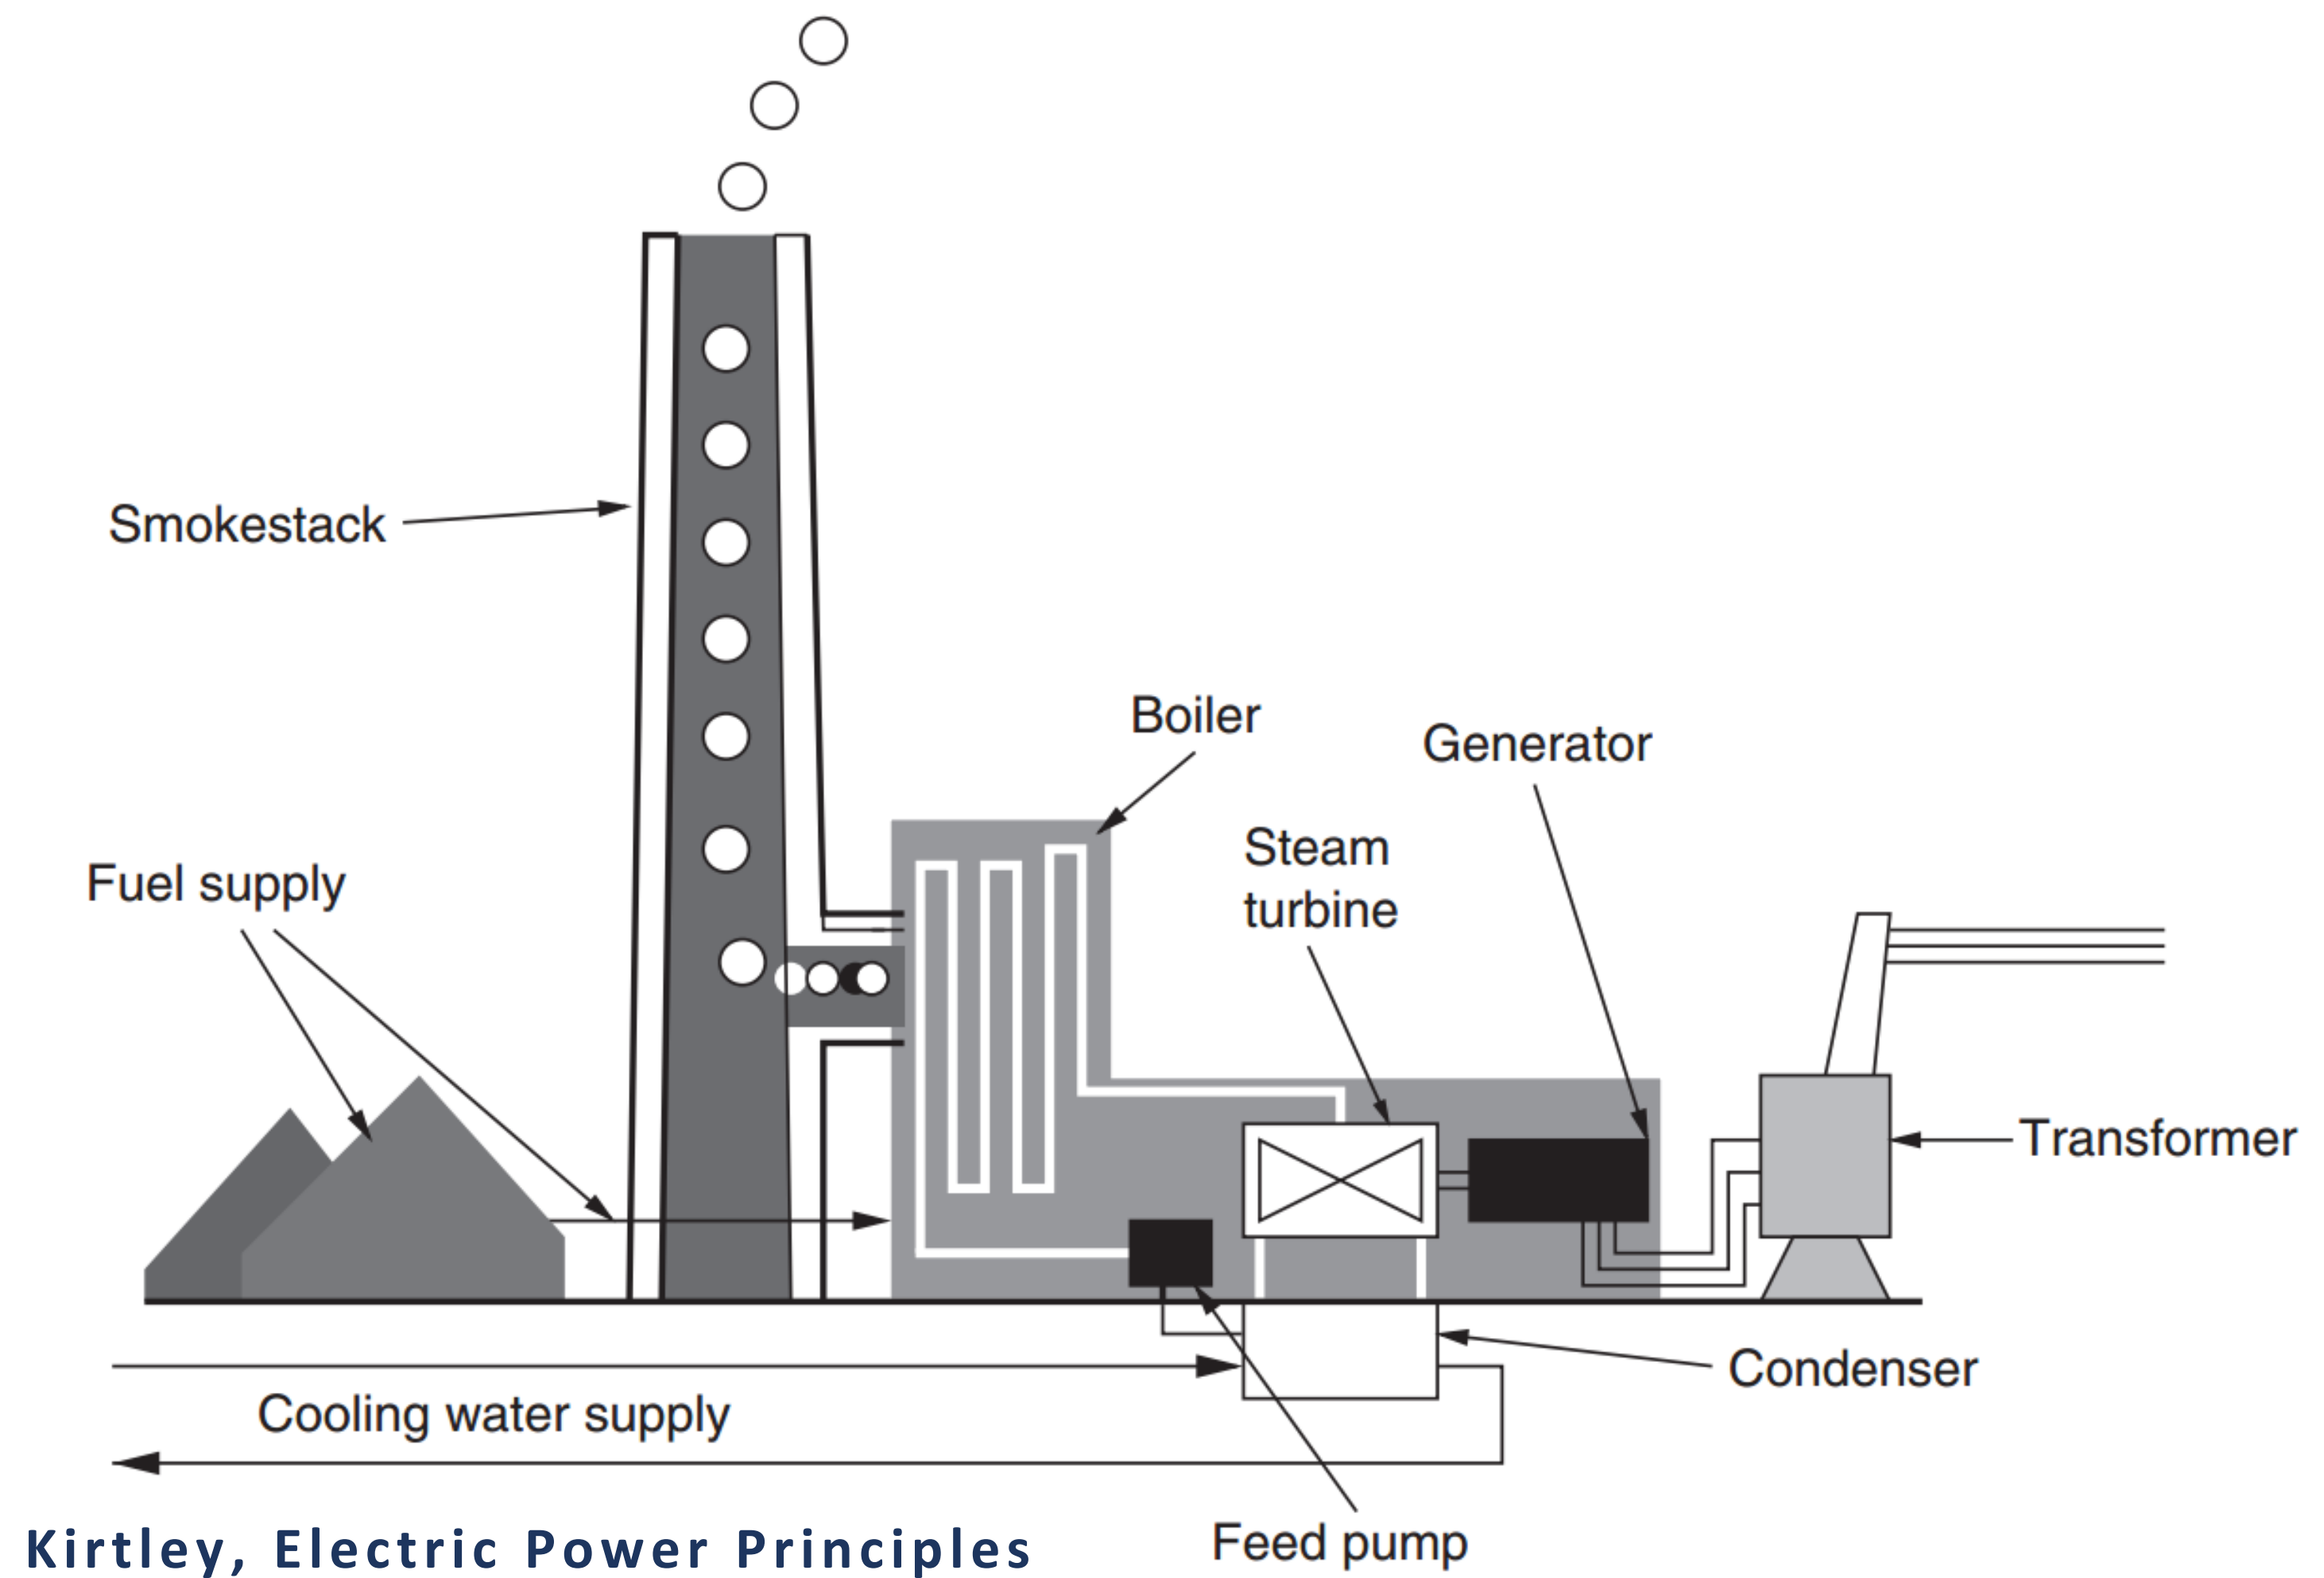 Smokestack
Boiler
Generator
Steam
turbine
Fuel supply
Transformer
Condenser
Cooling water supply
Feed pump
Kirtley, Electric Power Principles